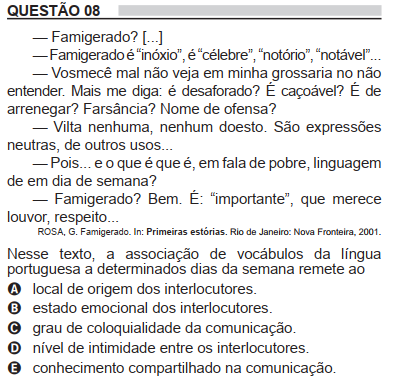 QUESTÃO 08
— Famigerado? [...]
— Famigerado é “inóxio”, é “célebre”, “notório”, “notável”...
— Vosmecê mal não veja em minha grossaria no não
entender. Mais me diga: é desaforado? É caçoável? É de
arrenegar? Farsância? Nome de ofensa?
— Vilta nenhuma, nenhum doesto. São expressões
neutras, de outros usos...
— Pois... e o que é que é, em fala de pobre, linguagem
de em dia de semana?
— Famigerado? Bem. É: “importante”, que merece
louvor, respeito...
ROSA, G. Famigerado. In: Primeiras estórias. Rio de Janeiro: Nova Fronteira, 2001.
Nesse texto, a associação de vocábulos da língua
portuguesa a determinados dias da semana remete ao
A local de origem dos interlocutores.
B estado emocional dos interlocutores.
C grau de coloquialidade da comunicação.
D nível de intimidade entre os interlocutores.
E conhecimento compartilhado na comunicação.